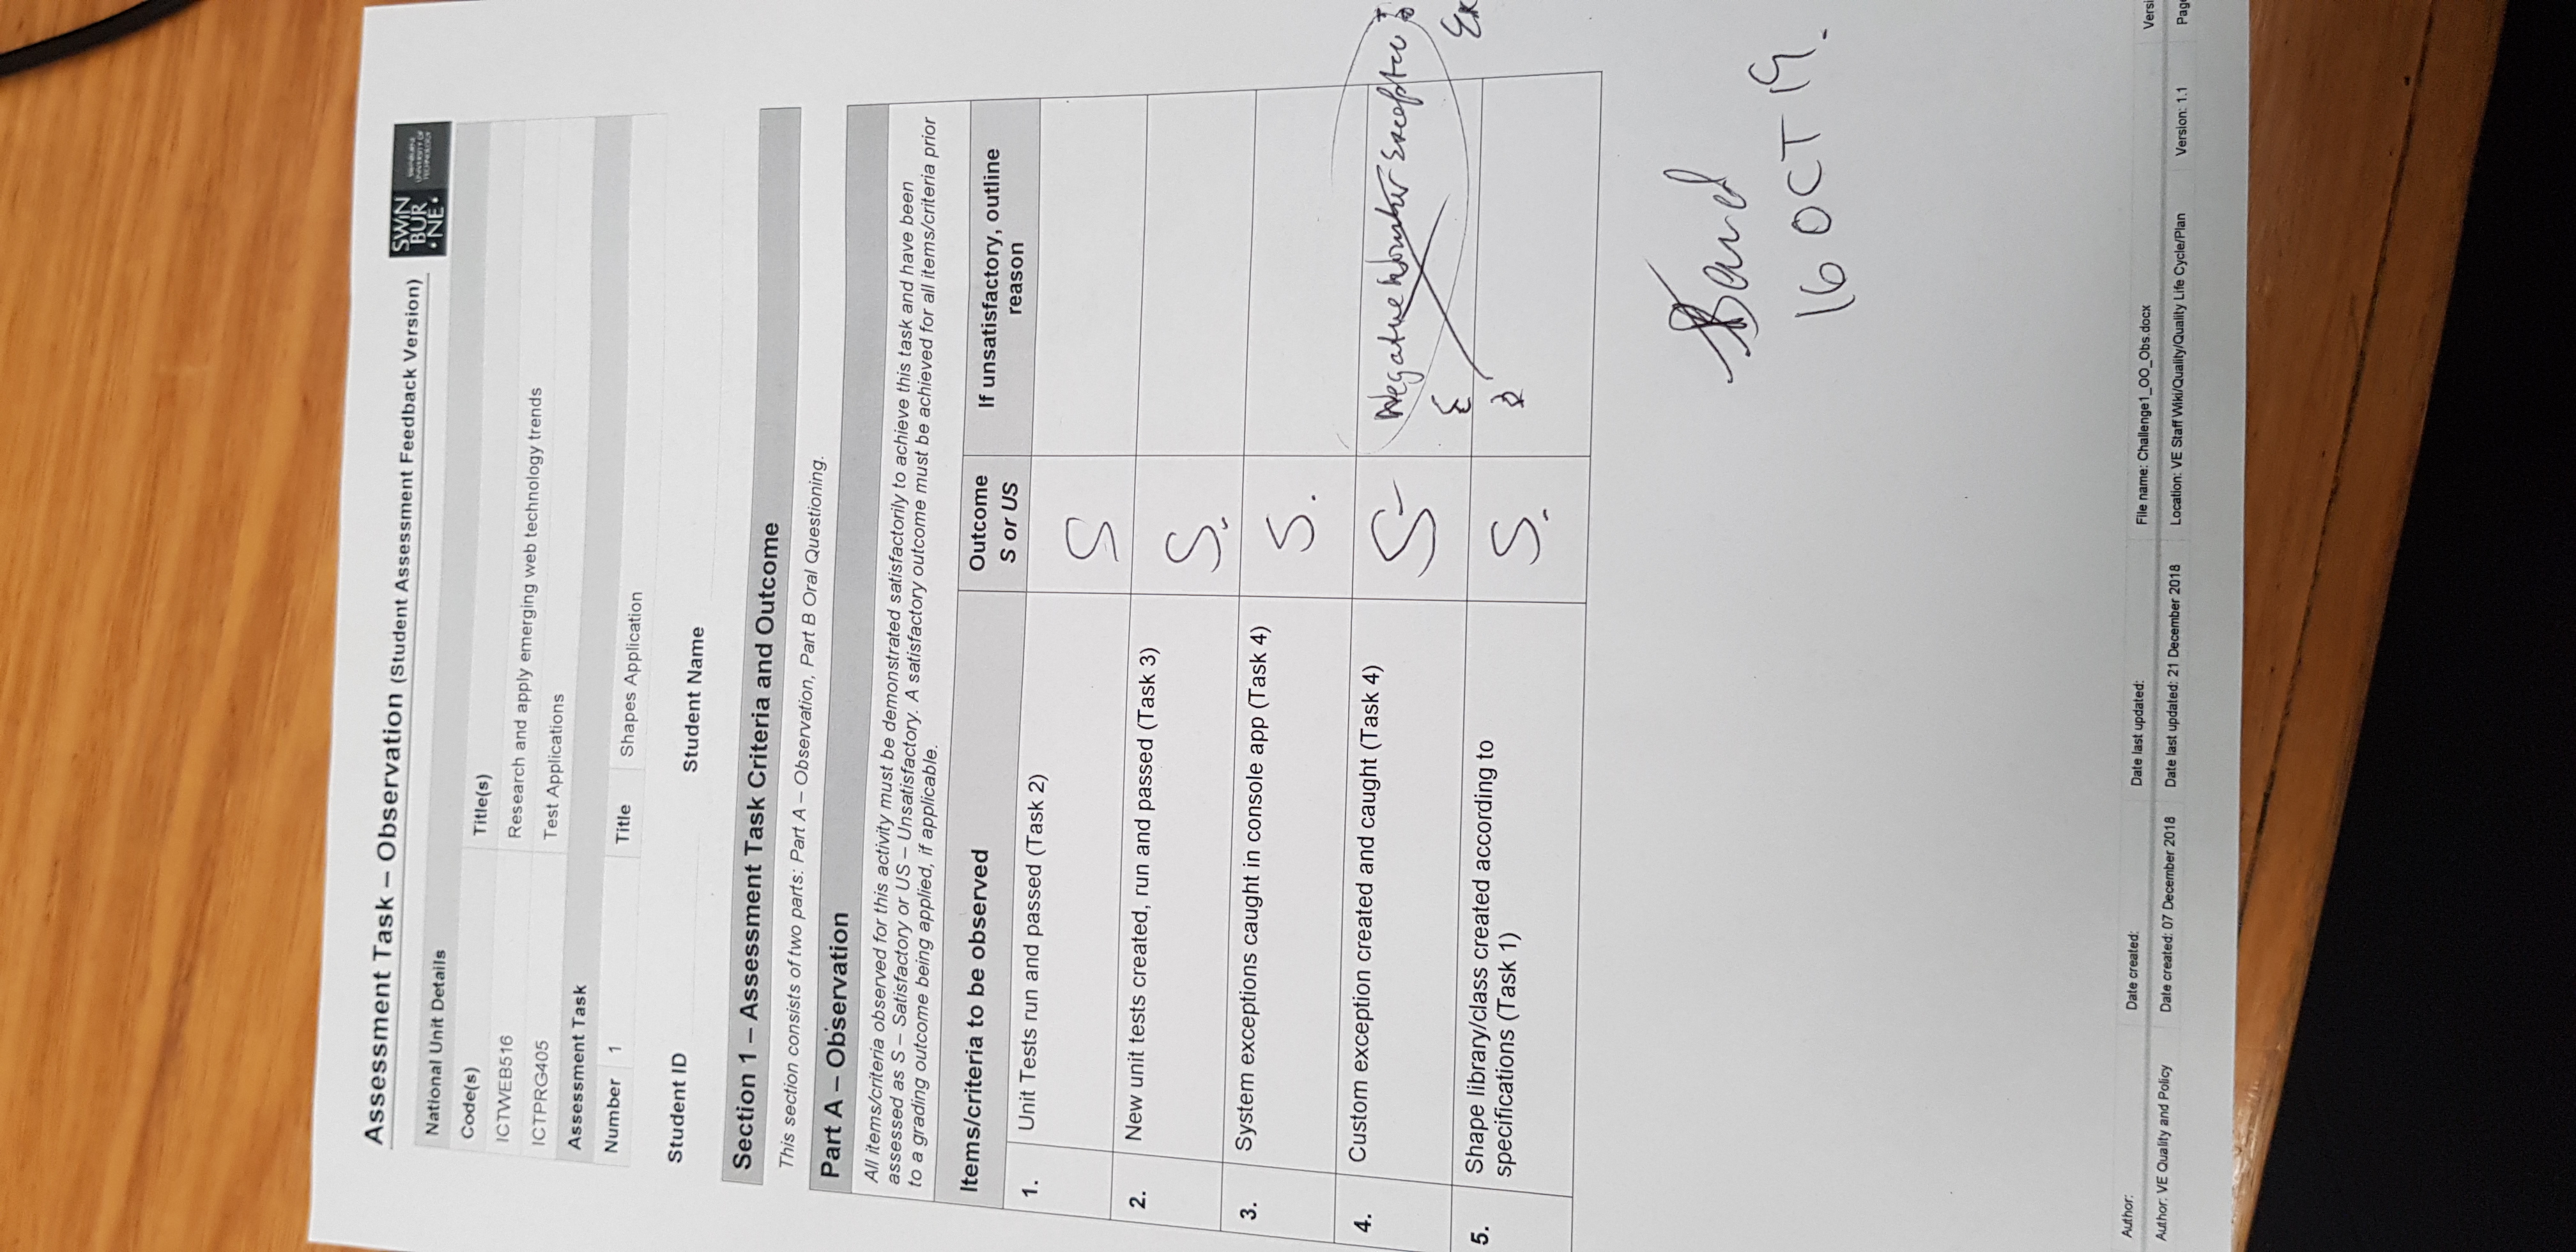 Assessment Task – Observation (Student Assessment Feedback Version)
SWIN
BUR
•NE•
SWINBURNE
UNIVERSITY OF
TECHNOLOGY
National Unit Details
Code(s) Title(s)
ICTWEB516 Research and apply emerging web technology trends
ICTPRG405 Test Applications
Assessment Task
Number 1 Title Shapes Application
Student ID Student Name
Section 1 – Assessment Task Criteria and Outcome
This section consists of two parts: Part A – Observation, Part B Oral Questioning.
Part A – Observation
All items/criteria observed for this activity must be demonstrated satisfactorily to achieve this task and have been
assessed as S – Satisfactory or US – Unsatisfactory. A satisfactory outcome must be achieved for all items/criteria prior
to a grading outcome being applied, if applicable.
Items/criteria to be observed
Outcome
S or US
If unsatisfactory, outline
reason
1. Unit Tests run and passed (Task 2)
S
2. New unit tests created, run and passed (Task 3)
S.
3. System exceptions caught in console app (Task 4)
S.
4. Custom exception created and caught (Task 4)
S
Negative Number
{
Ex
5. Shape library/class created according to
specifications (Task 1)
S.
}
16 OCT 19.
Author: Date created: Date last updated: File name: Challenge1_OO_Obs.docx Versi
Author: VE Quality and Policy Date created: 07 December 2018 Date last updated: 21 December 2018 Location: VE Staff Wiki/Quality/Quality Life Cycle/Plan Version: 1.1 Page